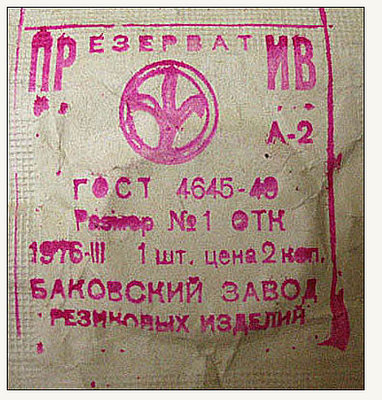 ПРЕЗЕРВАТИВ
А-2
ГОСТ 4645-49
Размер №1 ОТК
1976-III 1 шт. цена 2 коп.
БАКОВСКИЙ ЗАВОД
РЕЗИНОВЫХ ИЗДЕЛИЙ